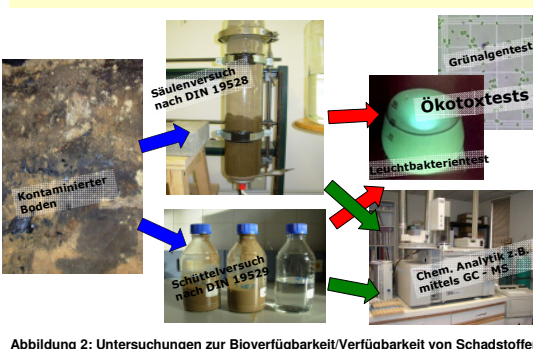 Kontaminierter
Boden
Säulenversuch
nach DIN 19528
Schüttelversuch
nach DIN 19529
Grünalgentest
Ökotoxtests
Leuchtbakterientest
Chem. Analytik z.B.
mittels GC - MS
Abbildung 2: Untersuchungen zur Bioverfügbarkeit/Verfügbarkeit von Schadstoffe